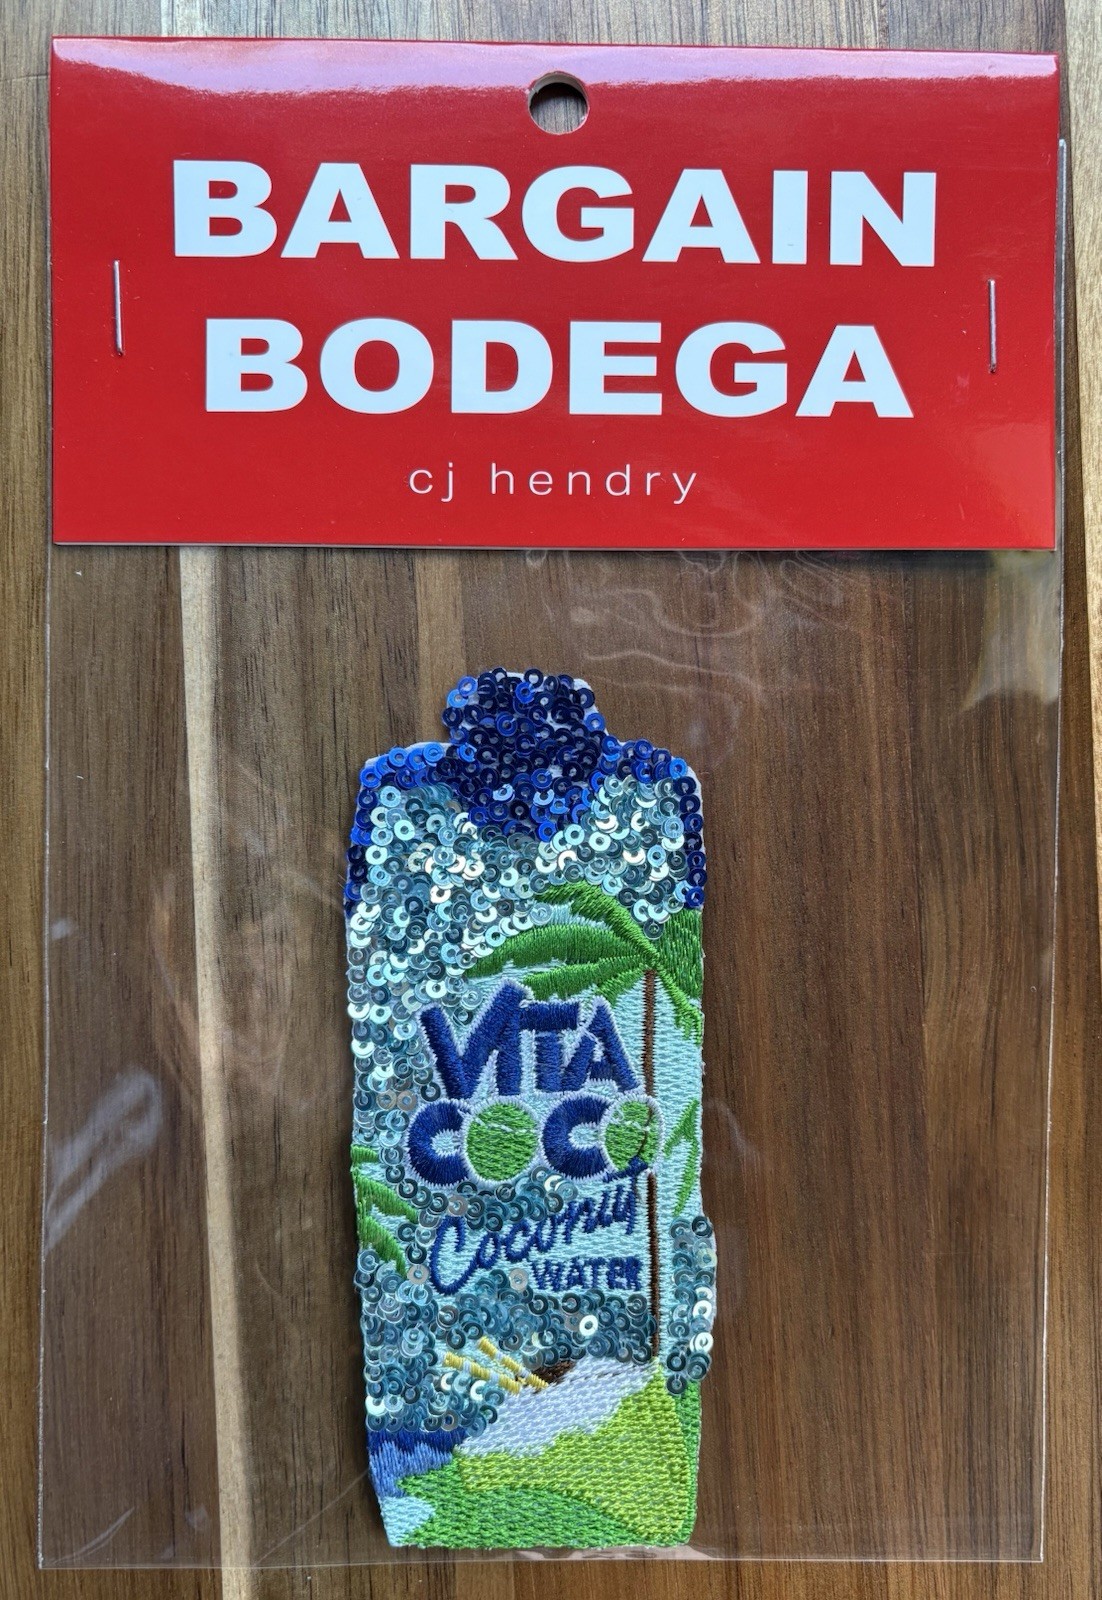 BARGAIN
BODEGA
cj hendry
VITA
COCO
Coconut
WATER